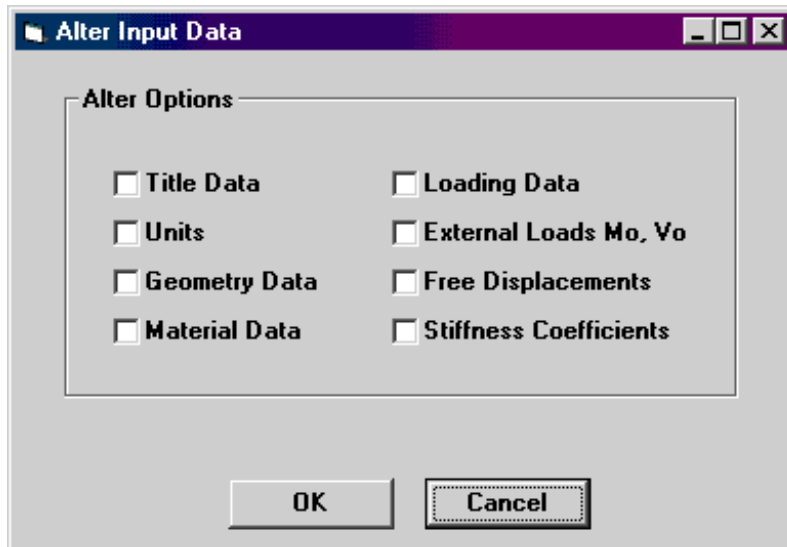 Alter Input Data
Alter Options
Title Data
Units
Geometry Data
Material Data
Loading Data
External Loads Mo, Vo
Free Displacements
Stiffness Coefficients
OK
Cancel